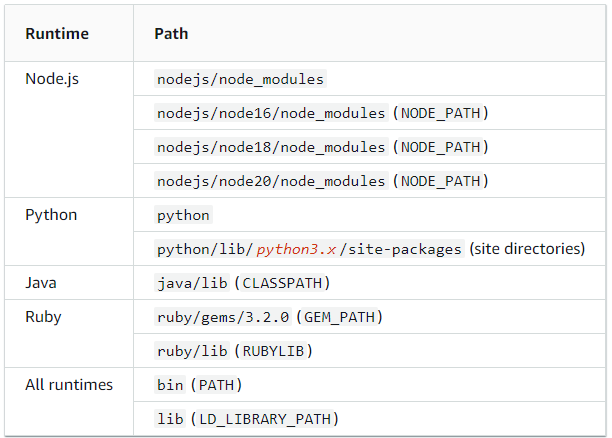 Runtime Path
Node.js nodejs/node_modules
nodejs/node16/node_modules (NODE_PATH)
nodejs/node18/node_modules (NODE_PATH)
nodejs/node20/node_modules (NODE_PATH)
Python python
python/lib/python3.x/site-packages (site directories)
Java java/lib (CLASSPATH)
Ruby ruby/gems/3.2.0 (GEM_PATH)
ruby/lib (RUBYLIB)
All runtimes bin (PATH)
lib (LD_LIBRARY_PATH)